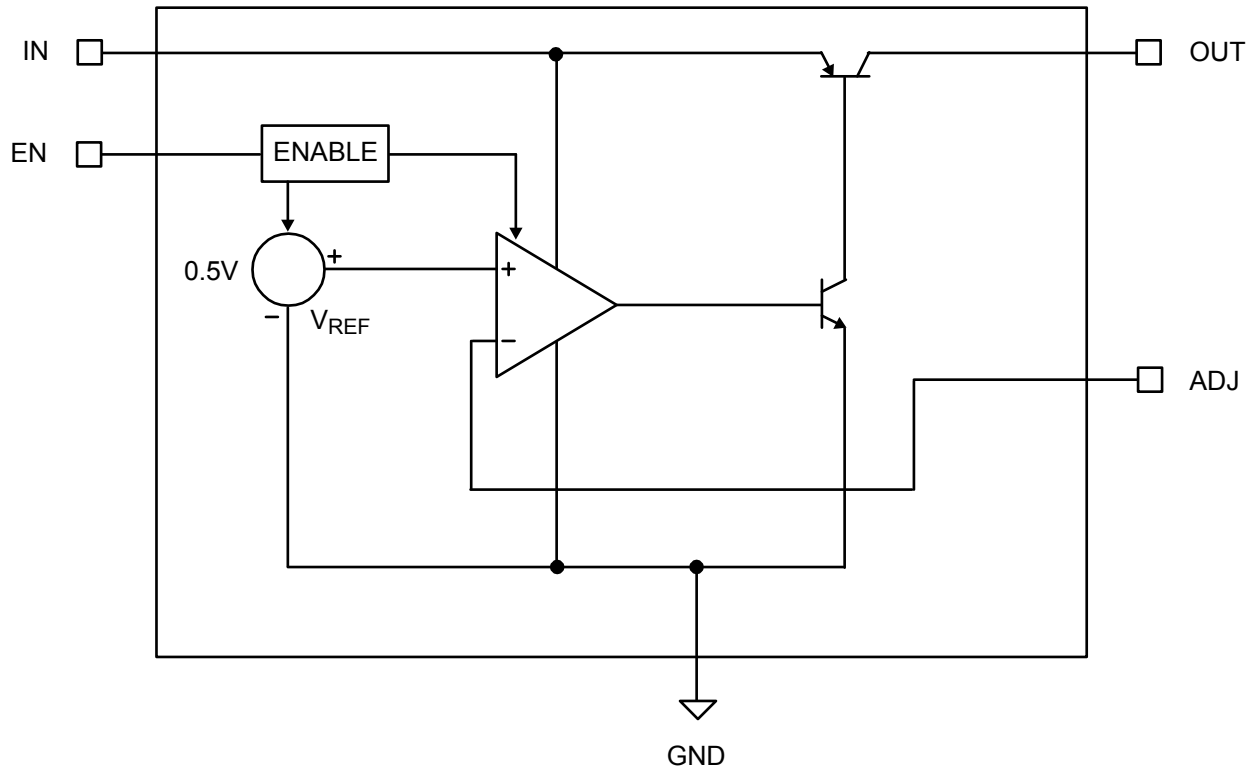 IN
OUT
EN
ENABLE
0.5V
+
−
VREF
+
−
ADJ
GND